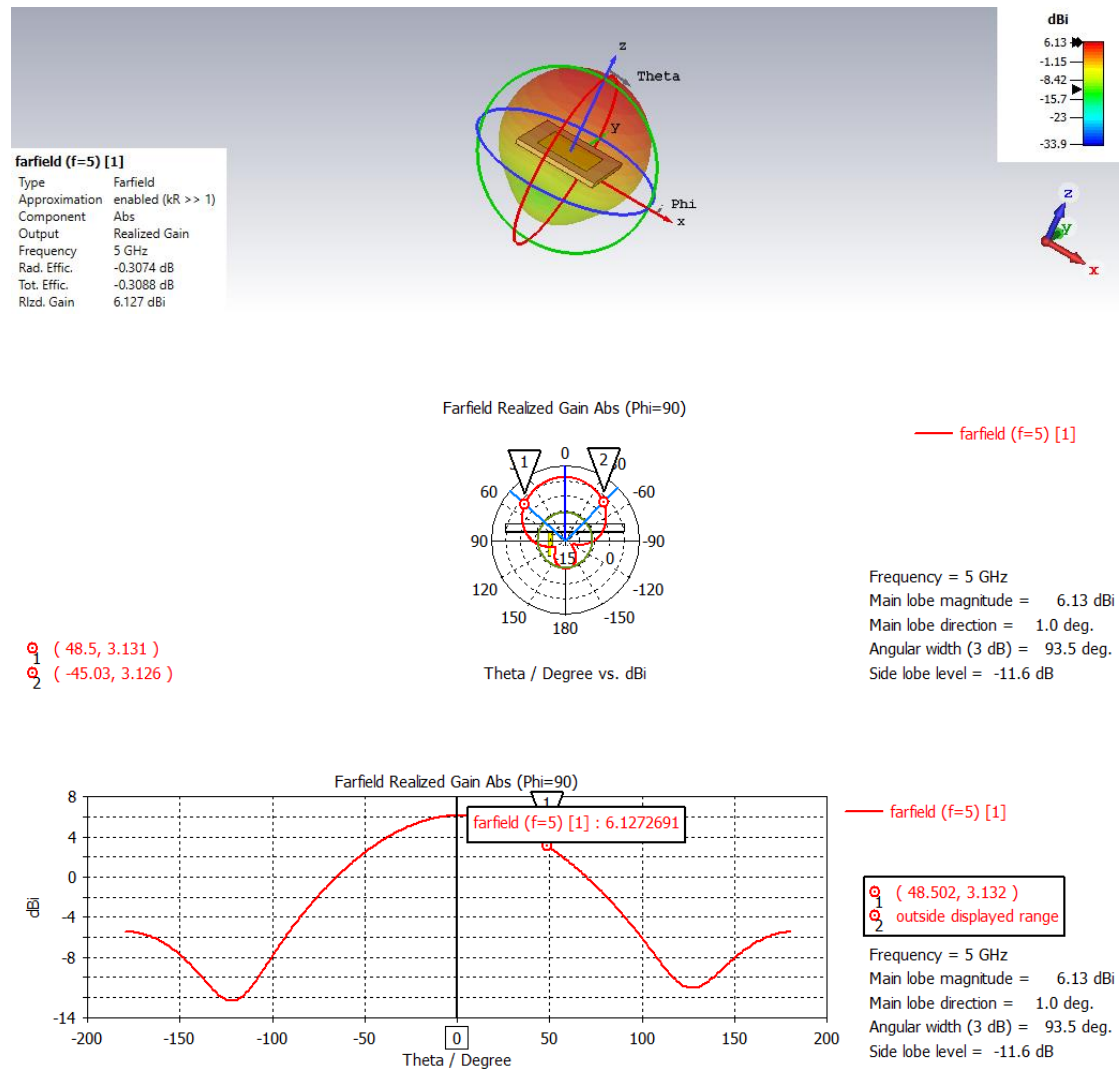 dBi
6.13
-1.15
-8.42
-15.7
-23
-33.9
z
Theta
y
Phi
x
z
y
x
farfield (f=5) [1]
Type Farfield
Approximation enabled (kR >> 1)
Component Abs
Output Realized Gain
Frequency 5 GHz
Rad. Effic. -0.3074 dB
Tot. Effic. -0.3088 dB
Rlzd. Gain 6.127 dBi
Farfield Realized Gain Abs (Phi=90)
farfield (f=5) [1]
1
0
2
60
-60
90
-15
0
-90
120
-120
150
-150
180
Theta / Degree vs. dBi
1 ( 48.5, 3.131 )
2 ( -45.03, 3.126 )
Frequency = 5 GHz
Main lobe magnitude = 6.13 dBi
Main lobe direction = 1.0 deg.
Angular width (3 dB) = 93.5 deg.
Side lobe level = -11.6 dB
Farfield Realized Gain Abs (Phi=90)
farfield (f=5) [1]
1
farfield (f=5) [1] : 6.1272691
8
4
0
-4
-8
-14
dBi
-200
-150
-100
-50
0
50
100
150
200
Theta / Degree
1 ( 48.502, 3.132 )
2 outside displayed range
Frequency = 5 GHz
Main lobe magnitude = 6.13 dBi
Main lobe direction = 1.0 deg.
Angular width (3 dB) = 93.5 deg.
Side lobe level = -11.6 dB